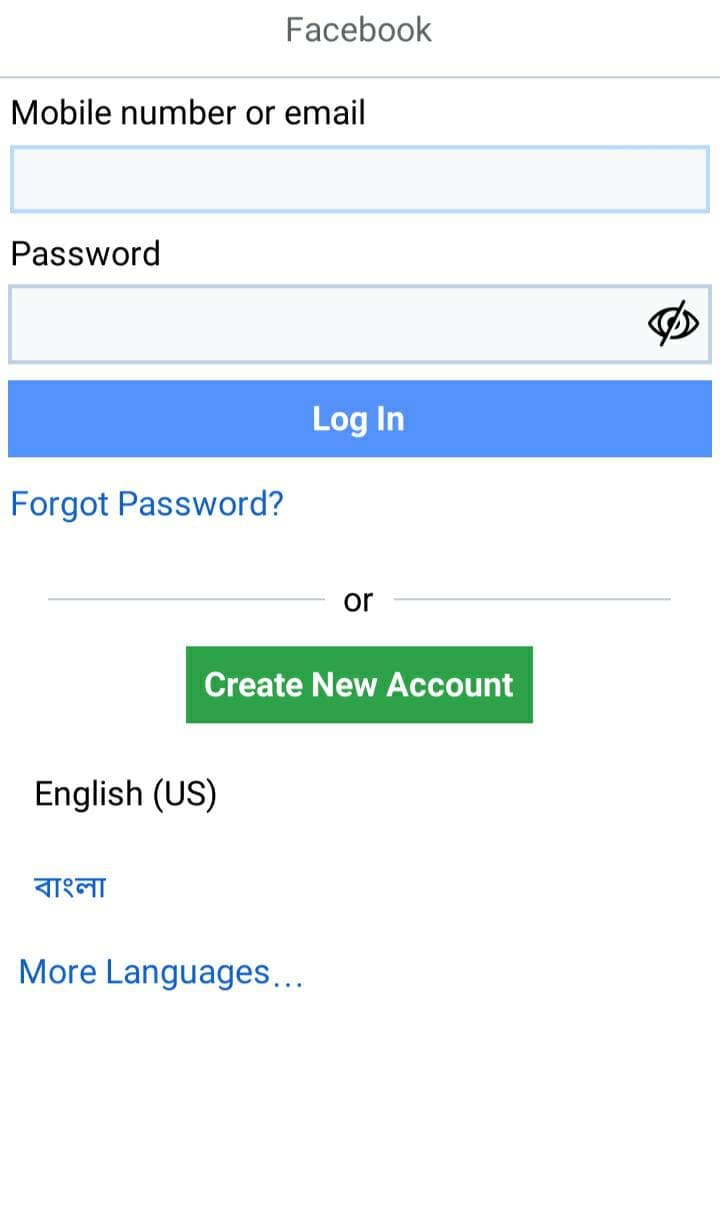 Facebook
Mobile number or email
Password
Log In
Forgot Password?
or
Create New Account
English (US)
বাংলা
More Languages...